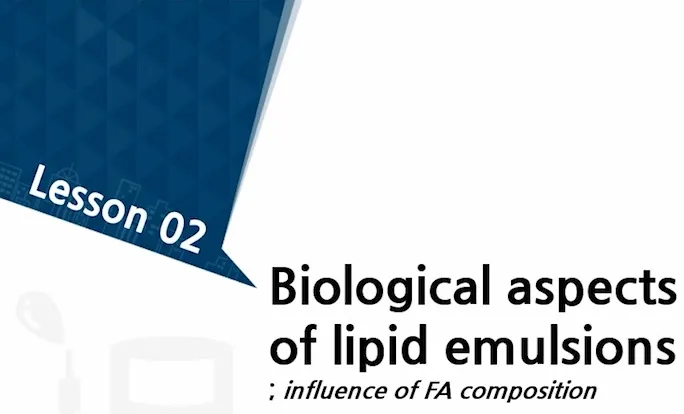 Lesson 02
Biological aspects
of lipid emulsions
; influence of FA composition